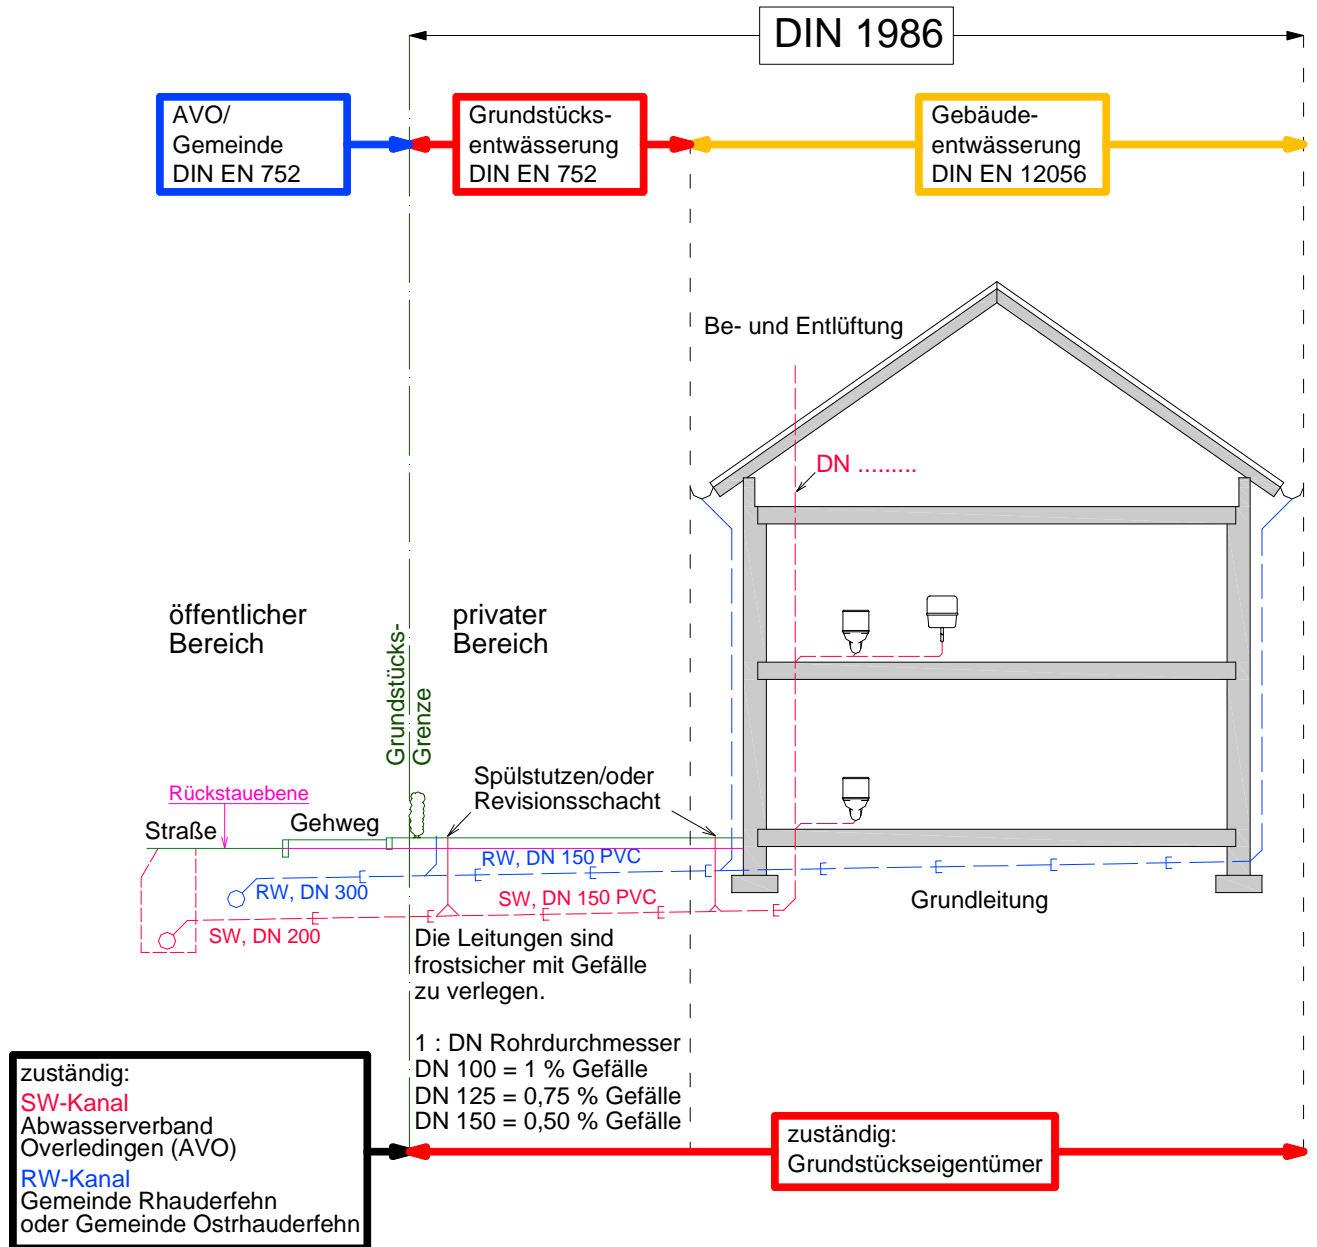 DIN 1986
AVO/
Gemeinde
DIN EN 752
Grundstücks-
entwässerung
DIN EN 752
Gebäude-
entwässerung
DIN EN 12056
Be- und Entlüftung
DN .........
öffentlicher
Bereich
privater
Bereich
Grundstücks-
Grenze
Spülstutzen/oder
Revisionsschacht
Rückstauebene
Straße
Gehweg
RW, DN 150 PVC
RW, DN 300
SW, DN 150 PVC
SW, DN 200
Grundleitung
Die Leitungen sind
frostsicher mit Gefälle
zu verlegen.
1 : DN Rohrdurchmesser
DN 100 = 1 % Gefälle
DN 125 = 0,75 % Gefälle
DN 150 = 0,50 % Gefälle
zuständig:
SW-Kanal
Abwasserverband
Overledingen (AVO)
RW-Kanal
Gemeinde Rhauderfehn
oder Gemeinde Ostrhauderfehn
zuständig:
Grundstückseigentümer